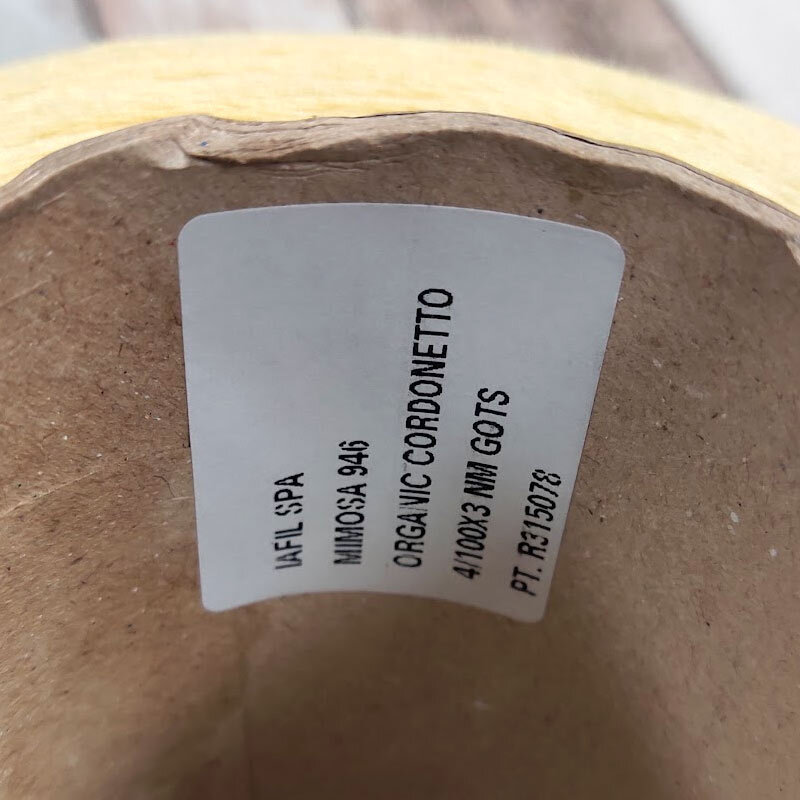 IAFIL SPA
MIMOSA 946
ORGANIC CORDONETTO
4/100X3 NM GOTS
PT. R315078